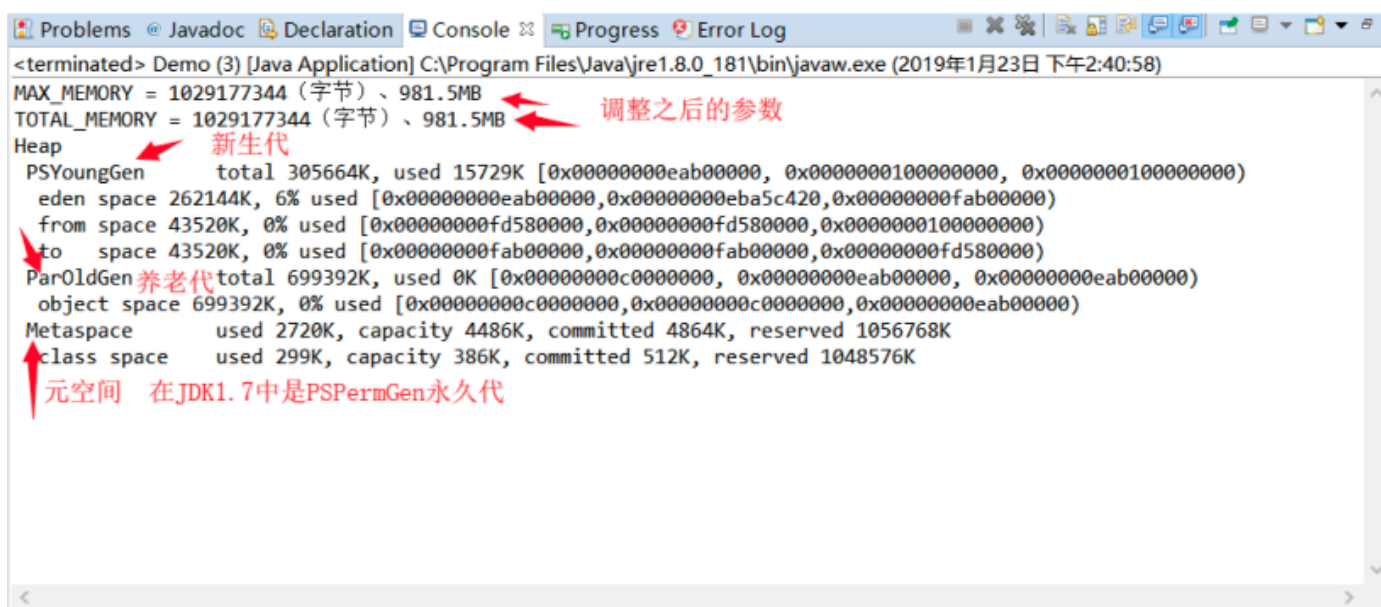 Problems @ Javadoc Declaration Console Progress Error Log
<terminated> Demo (3) [Java Application] C:\Program Files\Java\jre1.8.0_181\bin\javaw.exe (2019年1月23日 下午2:40:58)
MAX_MEMORY = 1029177344（字节）、981.5MB
TOTAL_MEMORY = 1029177344（字节）、981.5MB
调整之后的参数
Heap
新生代
PSYoungGen total 305664K, used 15729K [0x00000000eab00000, 0x0000000100000000, 0x0000000100000000)
eden space 262144K, 6% used [0x00000000eab00000,0x00000000eba5c420,0x00000000fab00000)
from space 43520K, 0% used [0x00000000fd580000,0x00000000fd580000,0x0000000100000000)
to space 43520K, 0% used [0x00000000fab00000,0x00000000fab00000,0x00000000fd580000)
ParOldGen 养老代 total 699392K, used 0K [0x00000000c0000000, 0x00000000eab00000, 0x00000000eab00000)
object space 699392K, 0% used [0x00000000c0000000,0x00000000c0000000,0x00000000eab00000)
Metaspace used 2720K, capacity 4486K, committed 4864K, reserved 1056768K
class space used 299K, capacity 386K, committed 512K, reserved 1048576K
元空间 在JDK1.7中是PSPermGen永久代